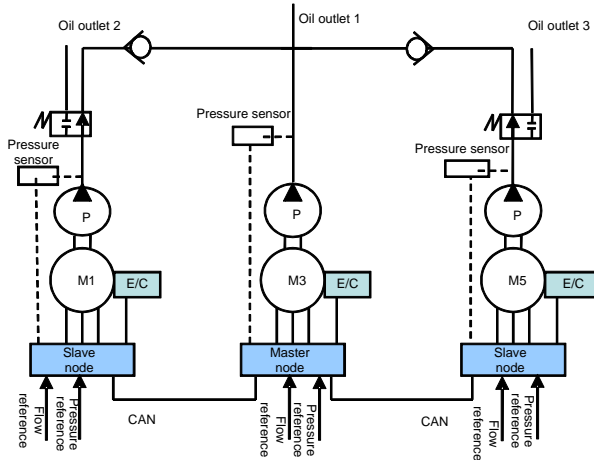 Oil outlet 1
Oil outlet 2
Oil outlet 3
Pressure sensor
Pressure
sensor
Pressure sensor
P
P
P
M1
E/C
M3
E/C
M5
E/C
Slave
node
Master
node
Slave
node
Flow
reference
Pressure
reference
CAN
Flow
reference
Pressure
reference
CAN
Flow
reference
Pressure
reference